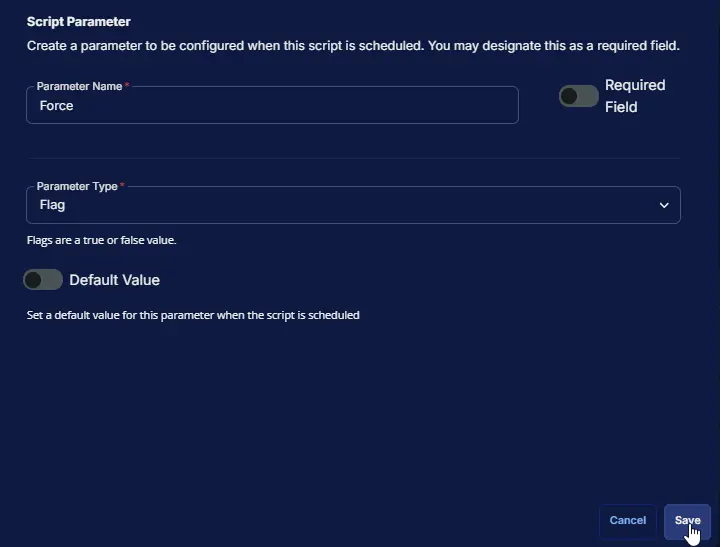 Script Parameter
Create a parameter to be configured when this script is scheduled. You may designate this as a required field.
Parameter Name *
Force
Required
Field
Parameter Type *
Flag
Flags are a true or false value.
Default Value
Set a default value for this parameter when the script is scheduled
Cancel
Save